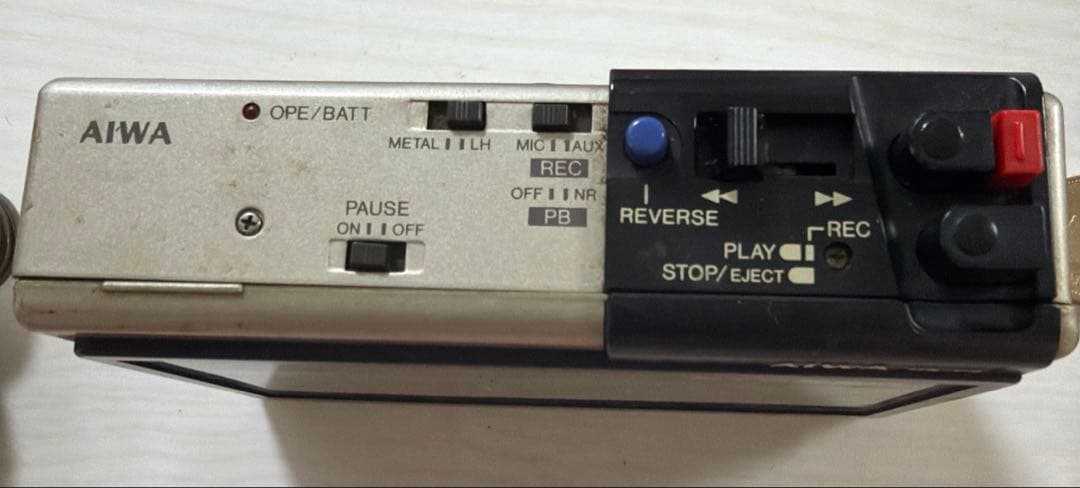 AIWA
OPE/BATT
METAL LH
MIC AUX
REC
OFF NR
PB
PAUSE
ON OFF
REVERSE
REC
PLAY
STOP/EJECT